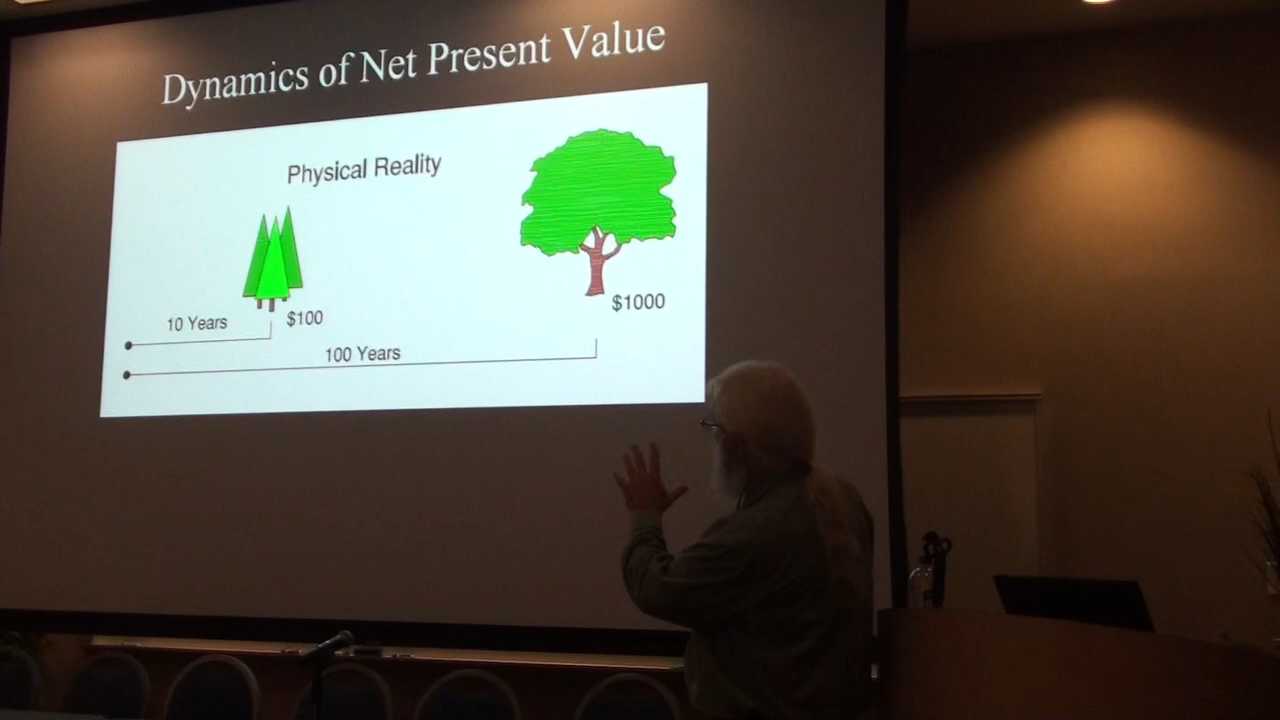 Dynamics of Net Present Value
Physical Reality
$1000
10 Years
$100
100 Years